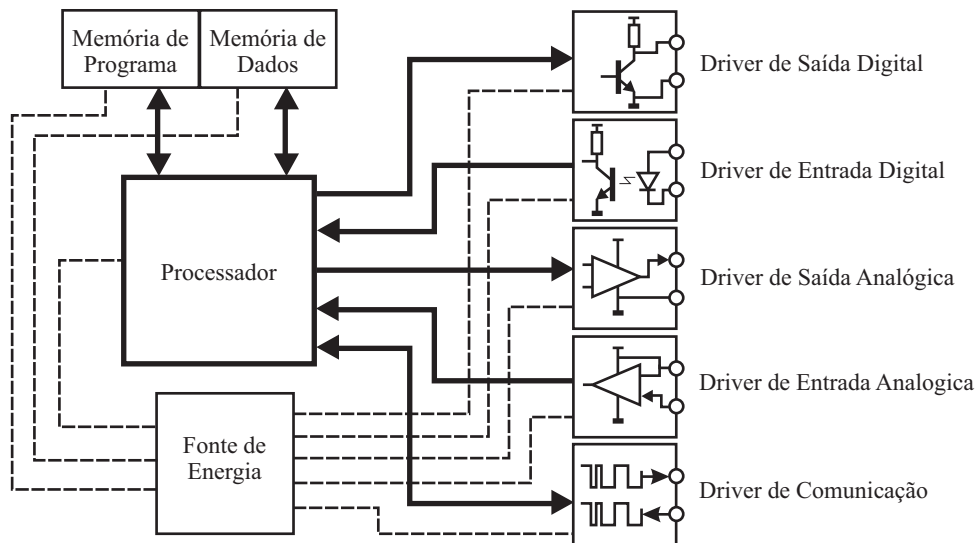 Memória de
Programa
Memória de
Dados
Driver de Saída Digital
Driver de Entrada Digital
Processador
Driver de Saída Analógica
Driver de Entrada Analogica
Fonte de
Energia
Driver de Comunicação